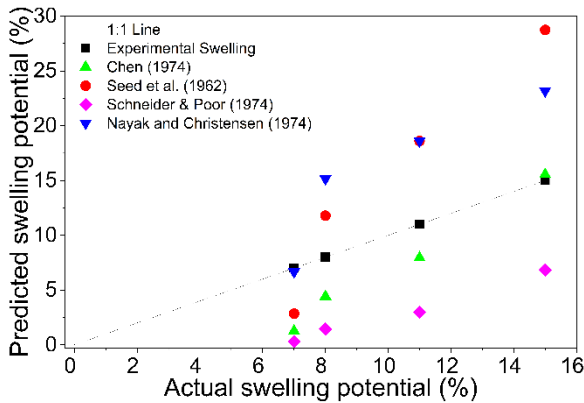 Predicted swelling potential (%)
30
25
20
15
10
5
0
1:1 Line
Experimental Swelling
Chen (1974)
Seed et al. (1962)
Schneider & Poor (1974)
Nayak and Christensen (1974)
0 2 4 6 8 10 12 14 16
Actual swelling potential (%)